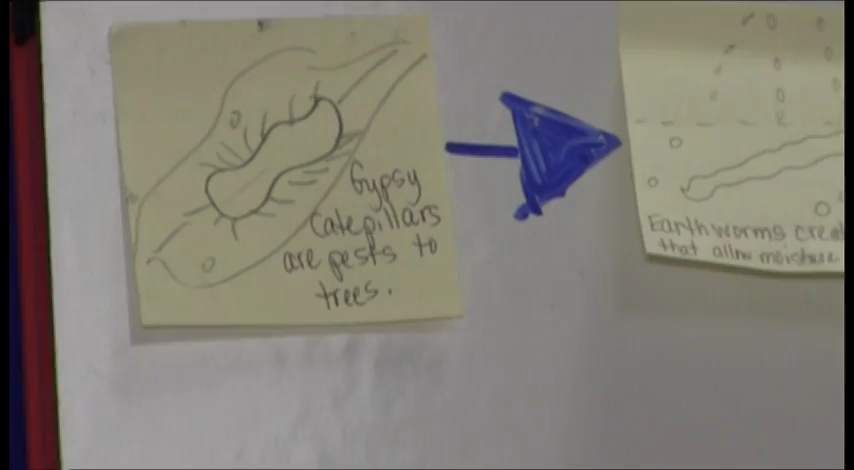 Gypsy
catepillars
are pests to
trees.
Earthworms crea
that allow moisture